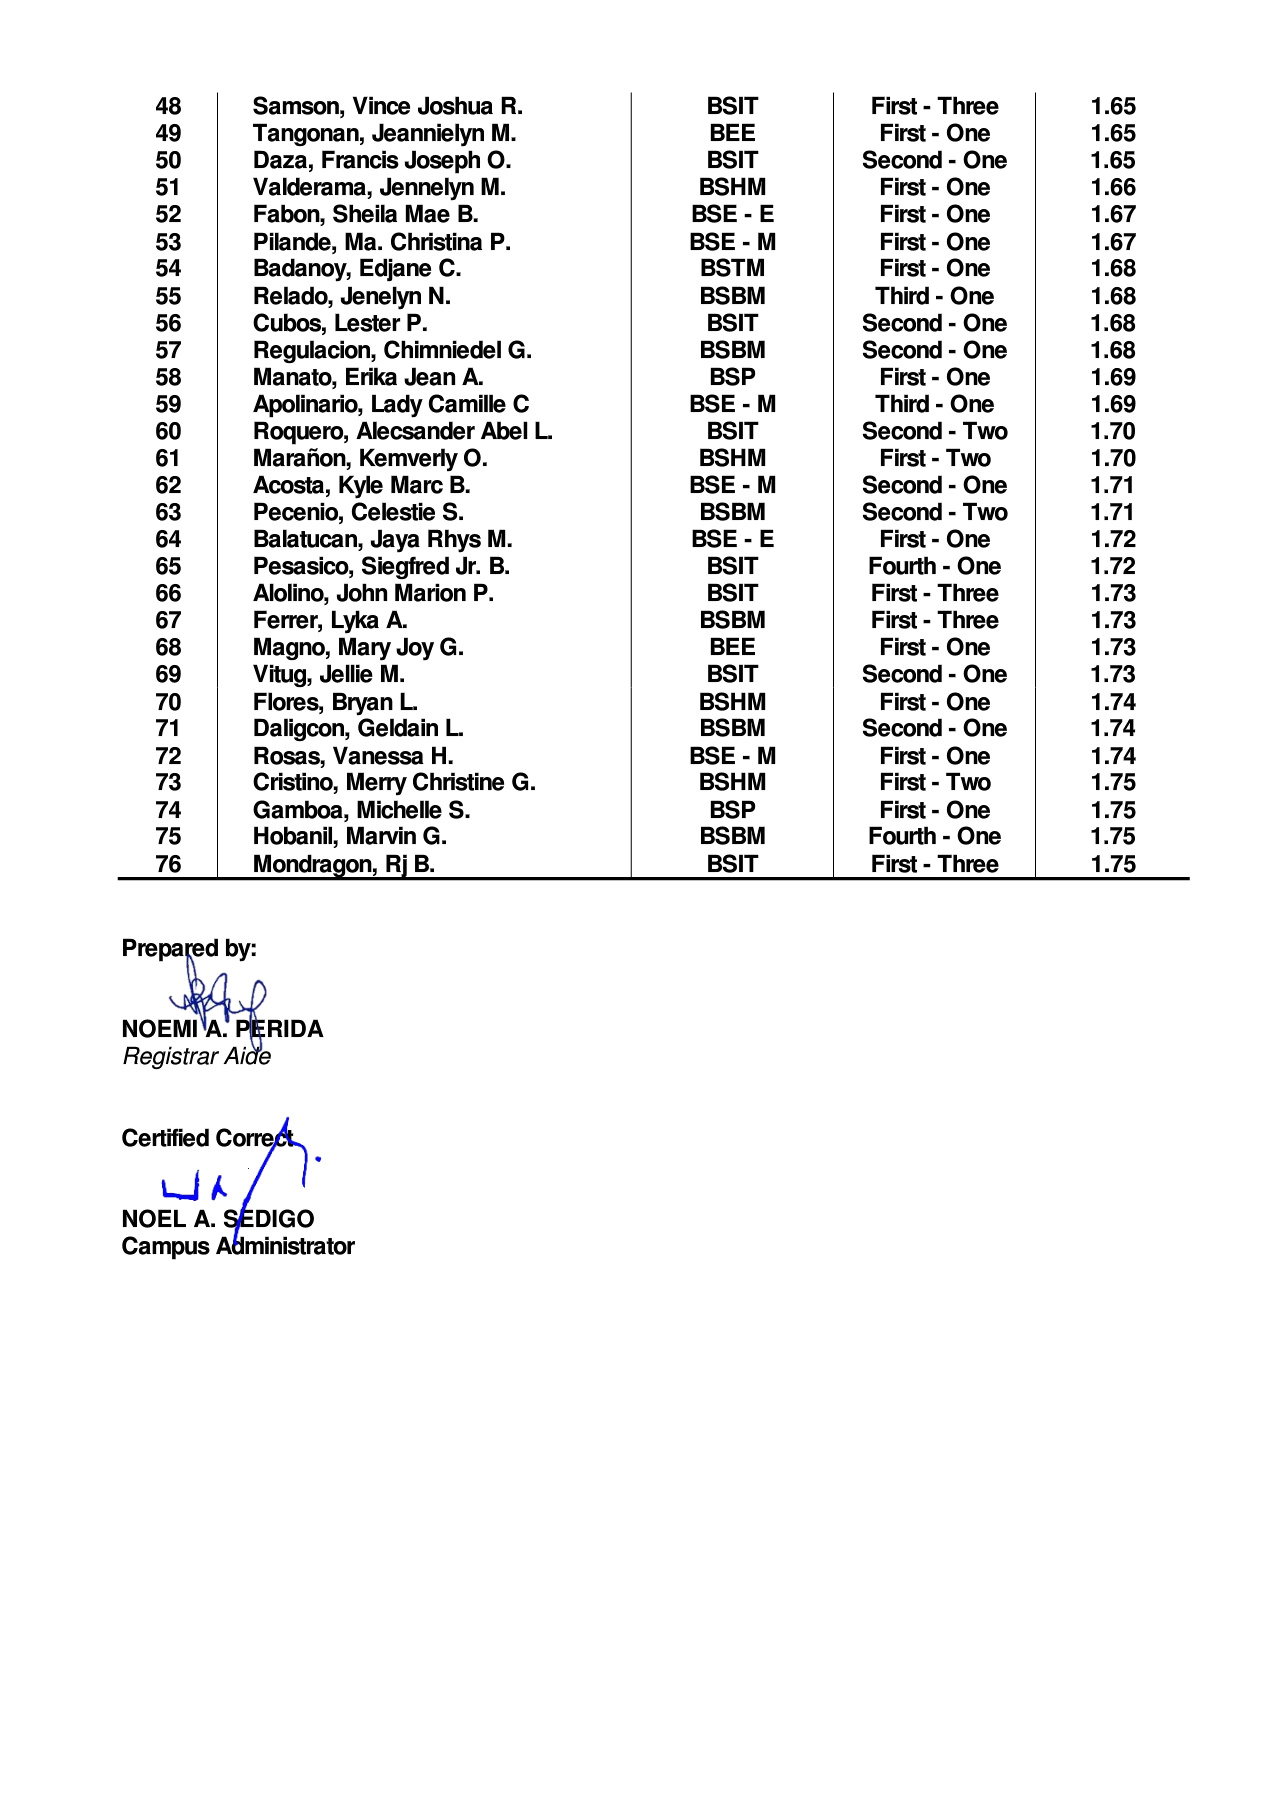 48 Samson, Vince Joshua R. BSIT First - Three 1.65
49 Tangonan, Jeannielyn M. BEE First - One 1.65
50 Daza, Francis Joseph O. BSIT Second - One 1.65
51 Valderama, Jennelyn M. BSHM First - One 1.66
52 Fabon, Sheila Mae B. BSE - E First - One 1.67
53 Pilande, Ma. Christina P. BSE - M First - One 1.67
54 Badanoy, Edjane C. BSTM First - One 1.68
55 Relado, Jenelyn N. BSBM Third - One 1.68
56 Cubos, Lester P. BSIT Second - One 1.68
57 Regulacion, Chimniedel G. BSBM Second - One 1.68
58 Manato, Erika Jean A. BSP First - One 1.69
59 Apolinario, Lady Camille C BSE - M Third - One 1.69
60 Roquero, Alecsander Abel L. BSIT Second - Two 1.70
61 Marañon, Kemverly O. BSHM First - Two 1.70
62 Acosta, Kyle Marc B. BSE - M Second - One 1.71
63 Pecenio, Celestie S. BSBM Second - Two 1.71
64 Balatucan, Jaya Rhys M. BSE - E First - One 1.72
65 Pesasico, Siegfred Jr. B. BSIT Fourth - One 1.72
66 Alolino, John Marion P. BSIT First - Three 1.73
67 Ferrer, Lyka A. BSBM First - Three 1.73
68 Magno, Mary Joy G. BEE First - One 1.73
69 Vitug, Jellie M. BSIT Second - One 1.73
70 Flores, Bryan L. BSHM First - One 1.74
71 Daligcon, Geldain L. BSBM Second - One 1.74
72 Rosas, Vanessa H. BSE - M First - One 1.74
73 Cristino, Merry Christine G. BSHM First - Two 1.75
74 Gamboa, Michelle S. BSP First - One 1.75
75 Hobanil, Marvin G. BSBM Fourth - One 1.75
76 Mondragon, Rj B. BSIT First - Three 1.75
Prepared by:
NOEMI A. PERIDA
Registrar Aide
Certified Correct
NOEL A. SEDIGO
Campus Administrator